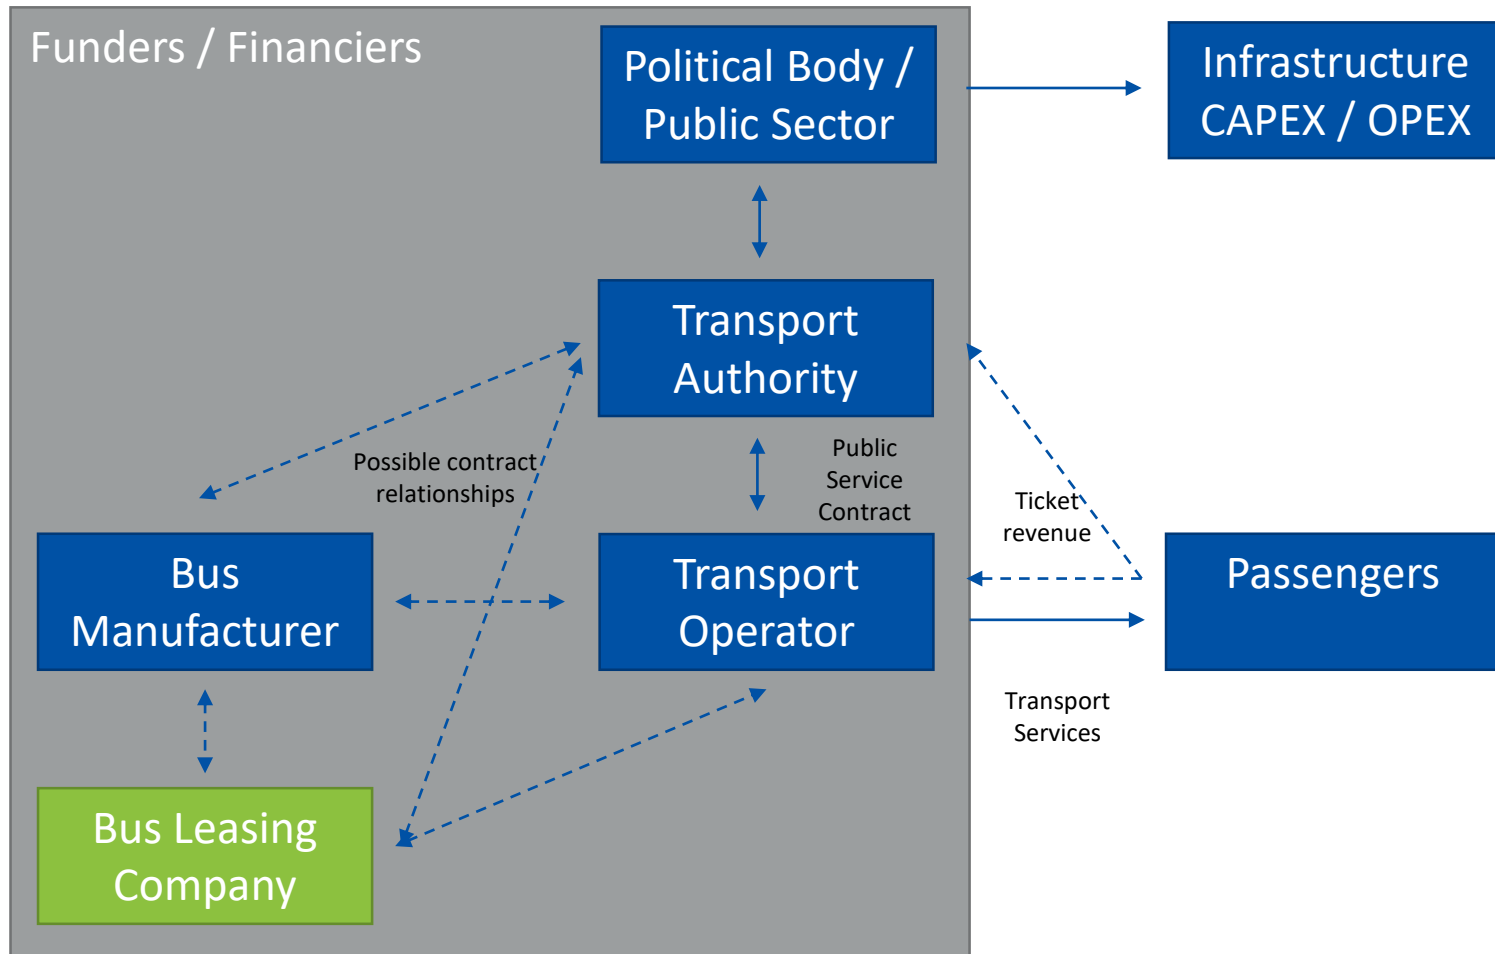 Funders / Financiers
Political Body /
Public Sector
Infrastructure
CAPEX / OPEX
Transport
Authority
Possible contract
relationships
Public
Service
Contract
Ticket
revenue
Bus
Manufacturer
Transport
Operator
Passengers
Transport
Services
Bus Leasing
Company